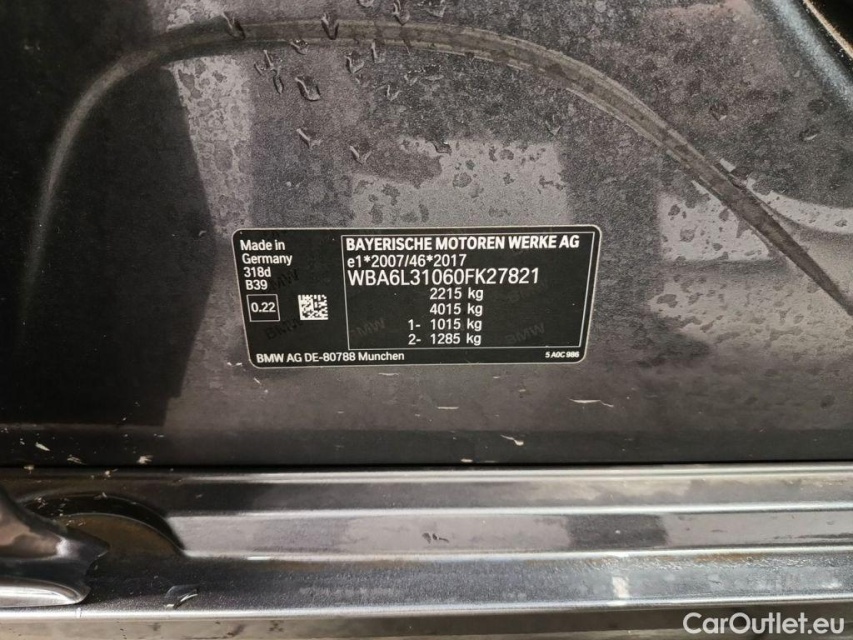 Made in
Germany
318d
B39
0.22
BAYERISCHE MOTOREN WERKE AG
e1*2007/46*2017
WBA6L31060FK27821
2215 kg
4015 kg
1- 1015 kg
2- 1285 kg
BMW AG DE-80788 Munchen
5 A0C 986
CarOutlet.eu